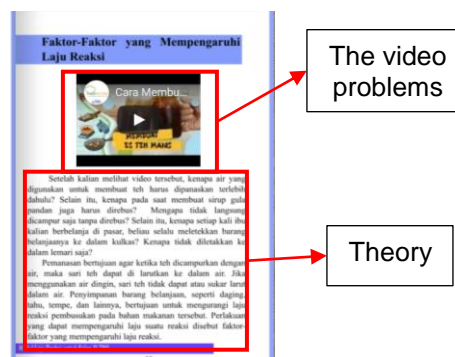 Faktor-Faktor yang Mempengaruhi
Laju Reaksi
Cara Membu...
MEMBUAT
ES TEH MANIS
Setelah kalian melihat video tersebut, kenapa air yang
digunakan untuk membuat teh harus dipanaskan terlebih
dahulu? Selain itu, kenapa pada saat membuat sirup gula
pandan juga harus direbus? Mengapa tidak langsung
dicampur saja tanpa direbus? Selain itu, kenapa setiap kali ibu
kalian berbelanja di pasar, beliau selalu meletekkan barang
belanjaanya ke dalam kulkas? Kenapa tidak diletakkan ke
dalam lemari saja?
Pemanasan bertujuan agar ketika teh dicampurkan dengan
air, maka sari teh dapat di larutkan ke dalam air. Jika
menggunakan air dingin, sari teh tidak dapat atau sukar larut
dalam air. Penyimpanan barang belanjaan, seperti daging,
tahu, tempe, dan lainnya, bertujuan untuk mengurangi laju
reaksi pembusukan pada bahan makanan tersebut. Perlakuan
yang dapat mempengaruhi laju suatu reaksi disebut faktor-
faktor yang mempengaruhi laju reaksi.
The video
problems
Theory